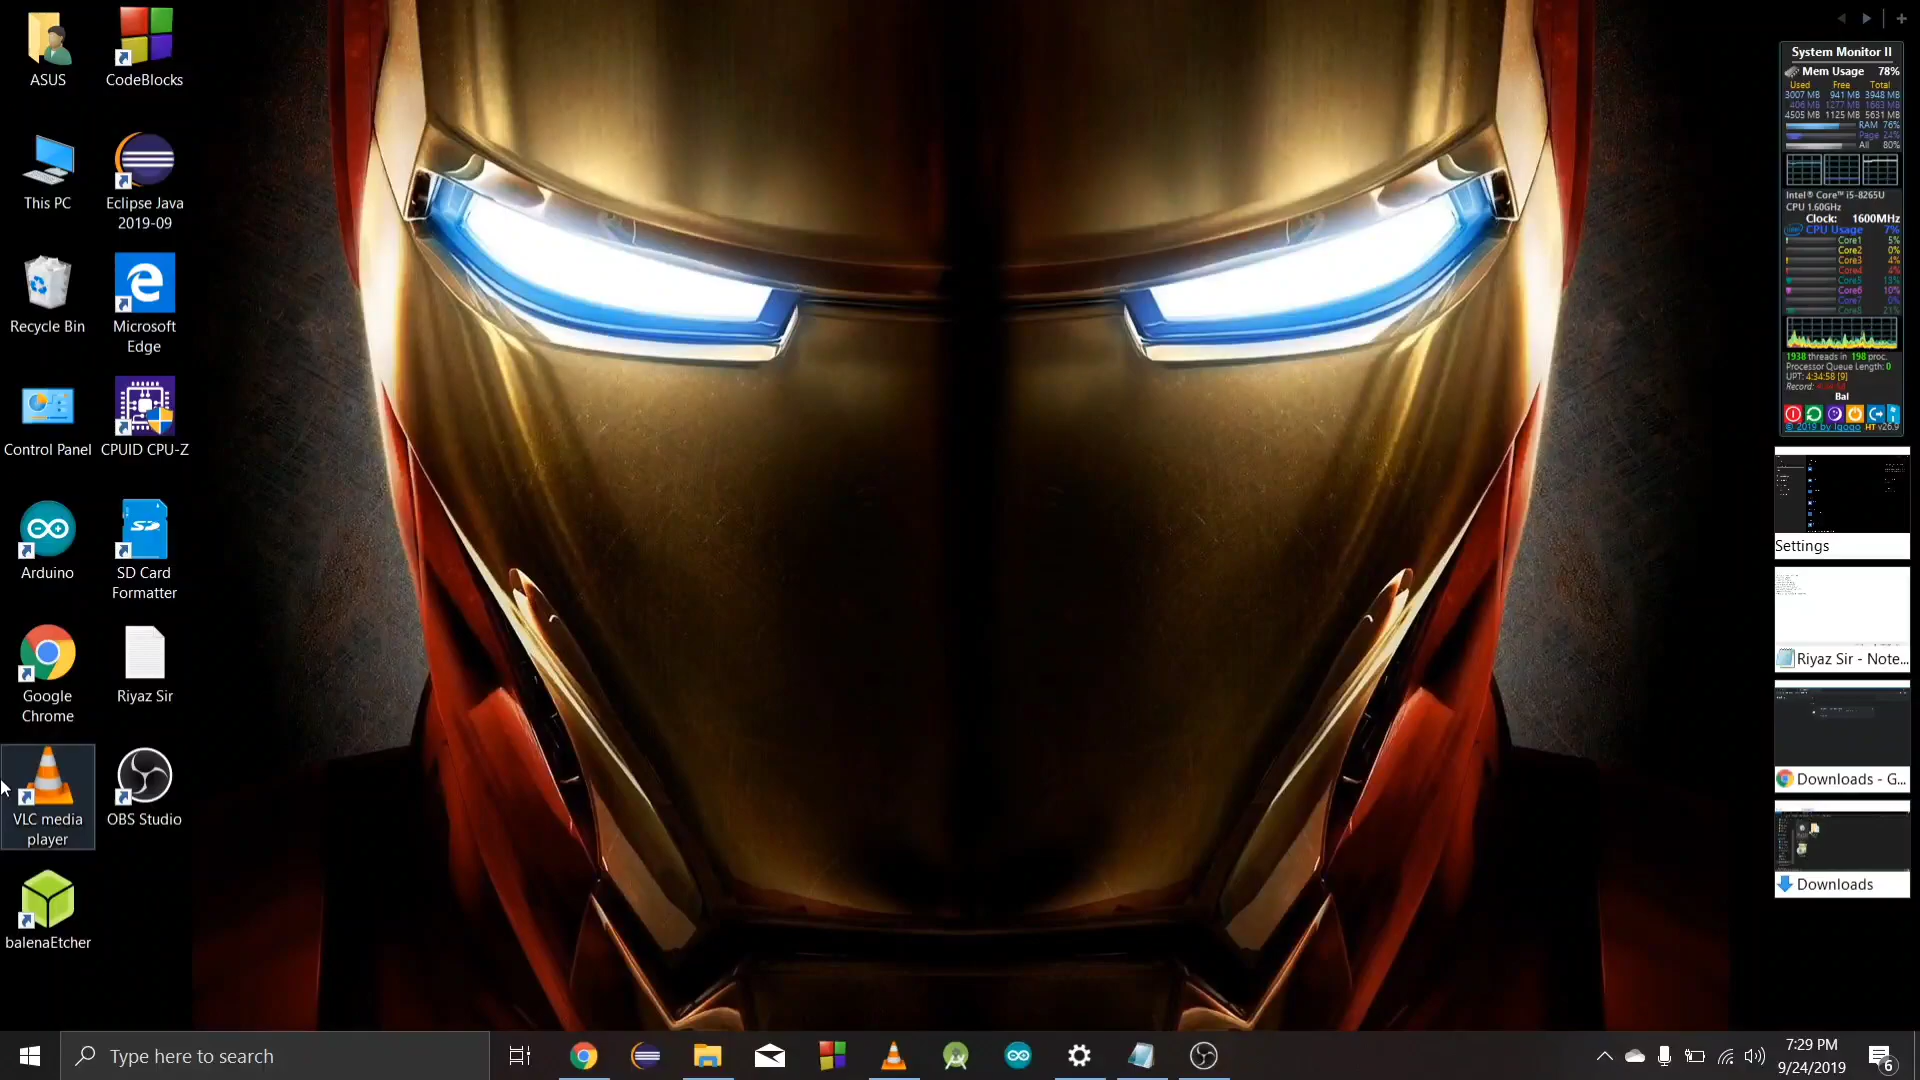 ASUS
CodeBlocks
This PC
Eclipse Java
2019-09
Recycle Bin
Microsoft
Edge
Control Panel
CPUID CPU-Z
Arduino
SD Card
Formatter
Google
Chrome
Riyaz Sir
VLC media
player
OBS Studio
balenaEtcher
System Monitor II
Mem Usage 78%
Used Free Total
3007 MB 941 MB 3948 MB
406 MB 1277 MB 1683 MB
4505 MB 1125 MB 5631 MB
RAM 76%
Page 24%
All 80%
Intel® Core™ i5-8265U
CPU 1.60GHz
Clock: 1600MHz
CPU Usage 7%
Core1 5%
Core2 0%
Core3 4%
Core4 4%
Core5 13%
Core6 10%
Core7 0%
Core8 21%
1938 threads in 198 proc.
Processor Queue Length: 0
UPT: 4:34:58 [9]
Record:
Bal
© 2019 by Igogo HT v26.9
Settings
Riyaz Sir - Note...
Downloads - G...
Downloads
Type here to search
7:29 PM
9/24/2019
6